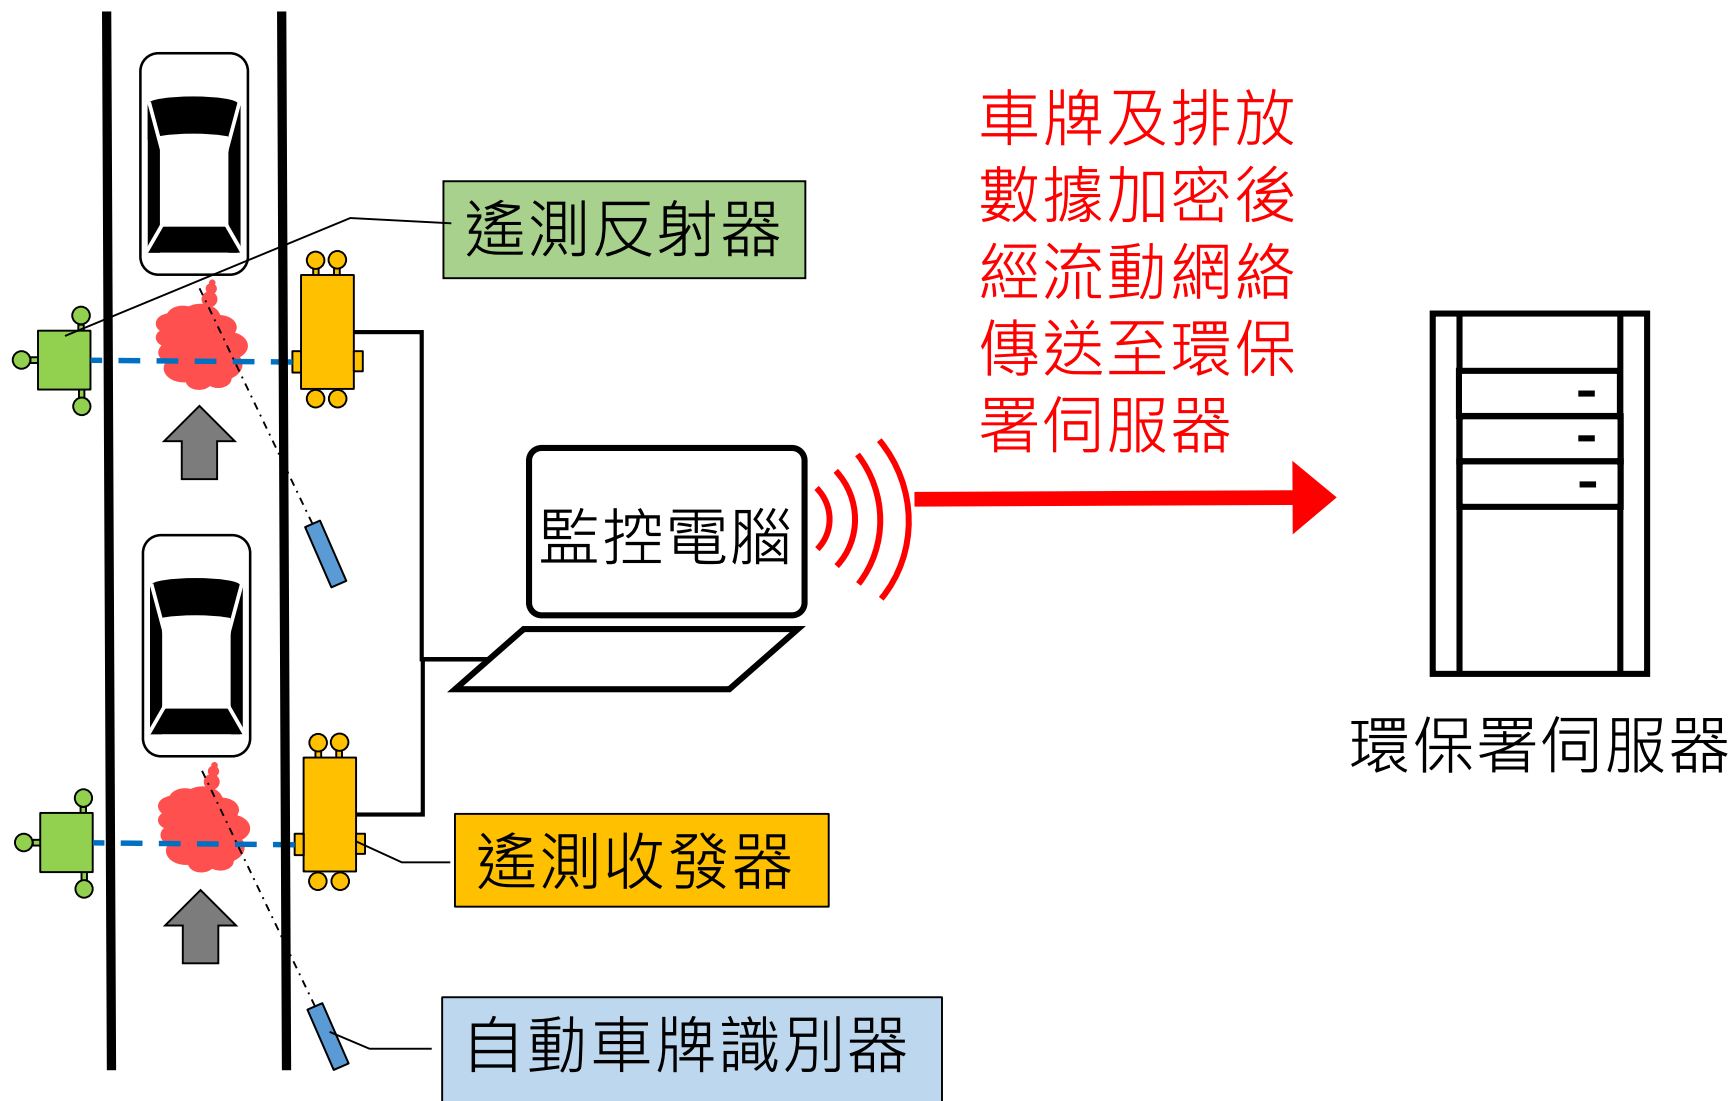 車牌及排放
數據加密後
經流動網絡
傳送至環保
署伺服器
遙測反射器
監控電腦
環保署伺服器
遙測收發器
自動車牌識別器